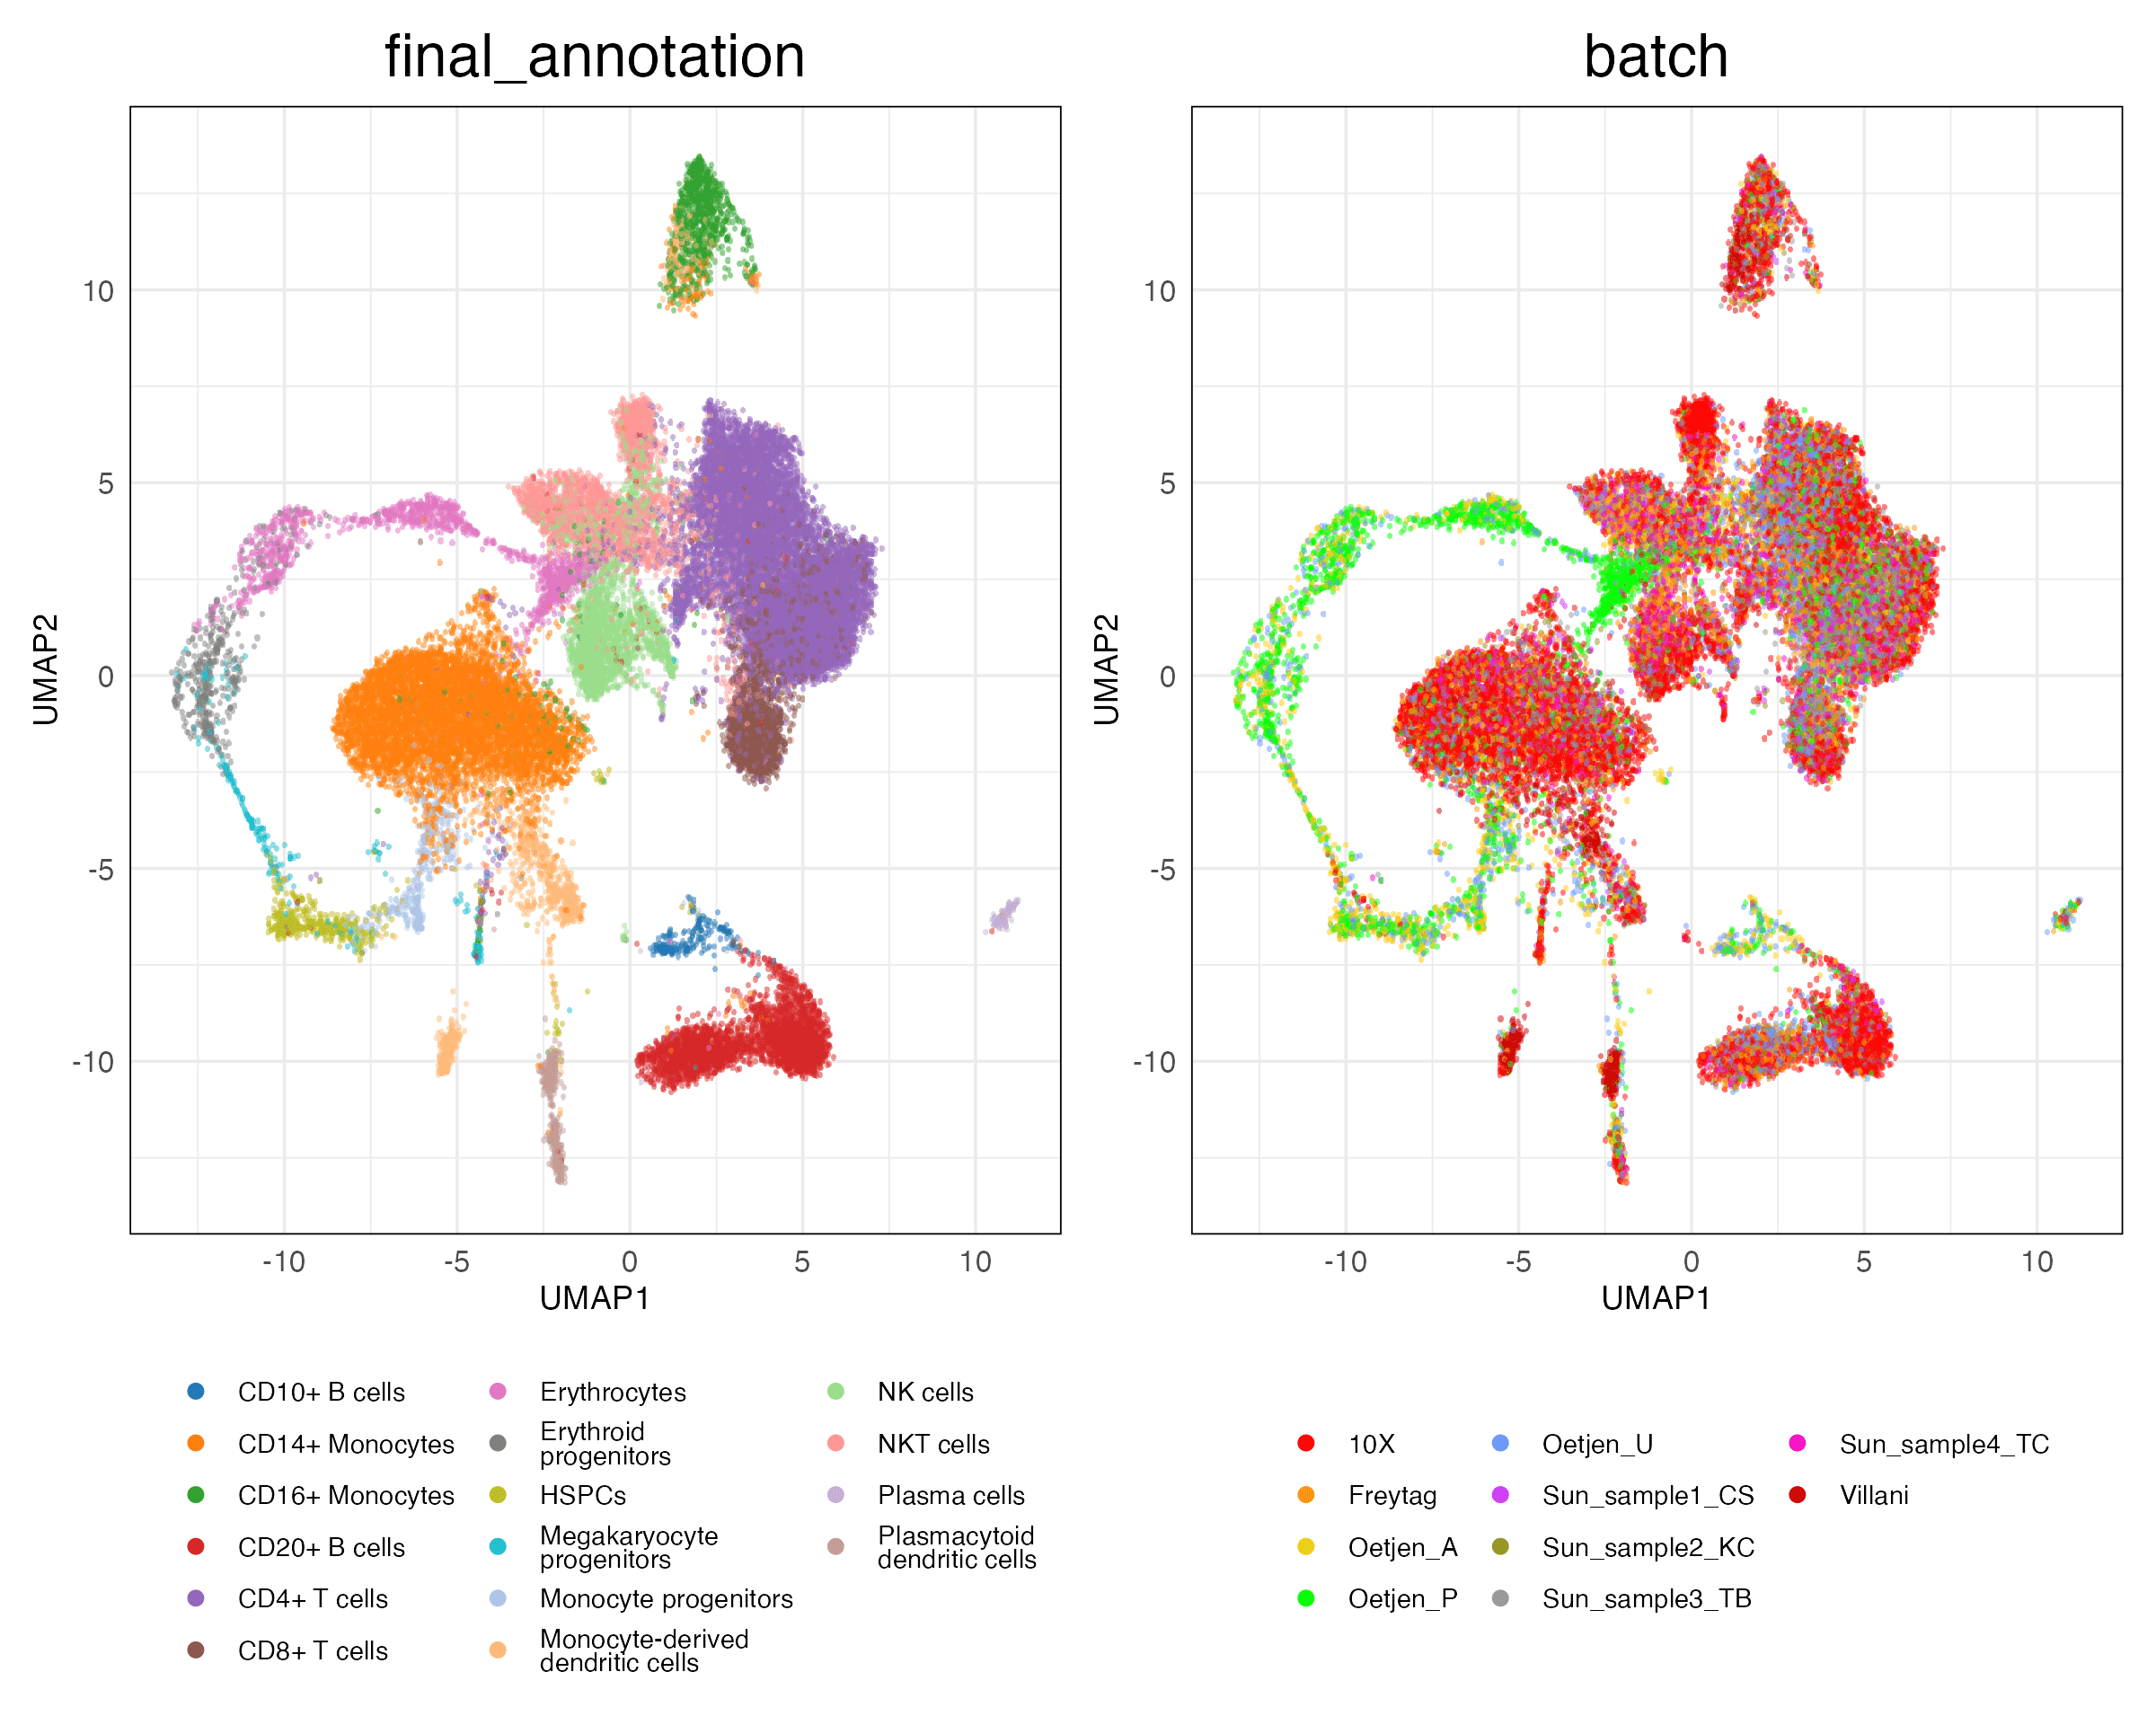 final_annotation
batch
UMAP2
10
5
0
-5
-10
-10
-5
0
5
10
UMAP1
UMAP2
10
5
0
-5
-10
-10
-5
0
5
10
UMAP1
CD10+ B cells
CD14+ Monocytes
CD16+ Monocytes
CD20+ B cells
CD4+ T cells
CD8+ T cells
Erythrocytes
Erythroid
progenitors
HSPCs
Megakaryocyte
progenitors
Monocyte progenitors
Monocyte-derived
dendritic cells
NK cells
NKT cells
Plasma cells
Plasmacytoid
dendritic cells
10X
Freytag
Oetjen_A
Oetjen_P
Oetjen_U
Sun_sample1_CS
Sun_sample2_KC
Sun_sample3_TB
Sun_sample4_TC
Villani